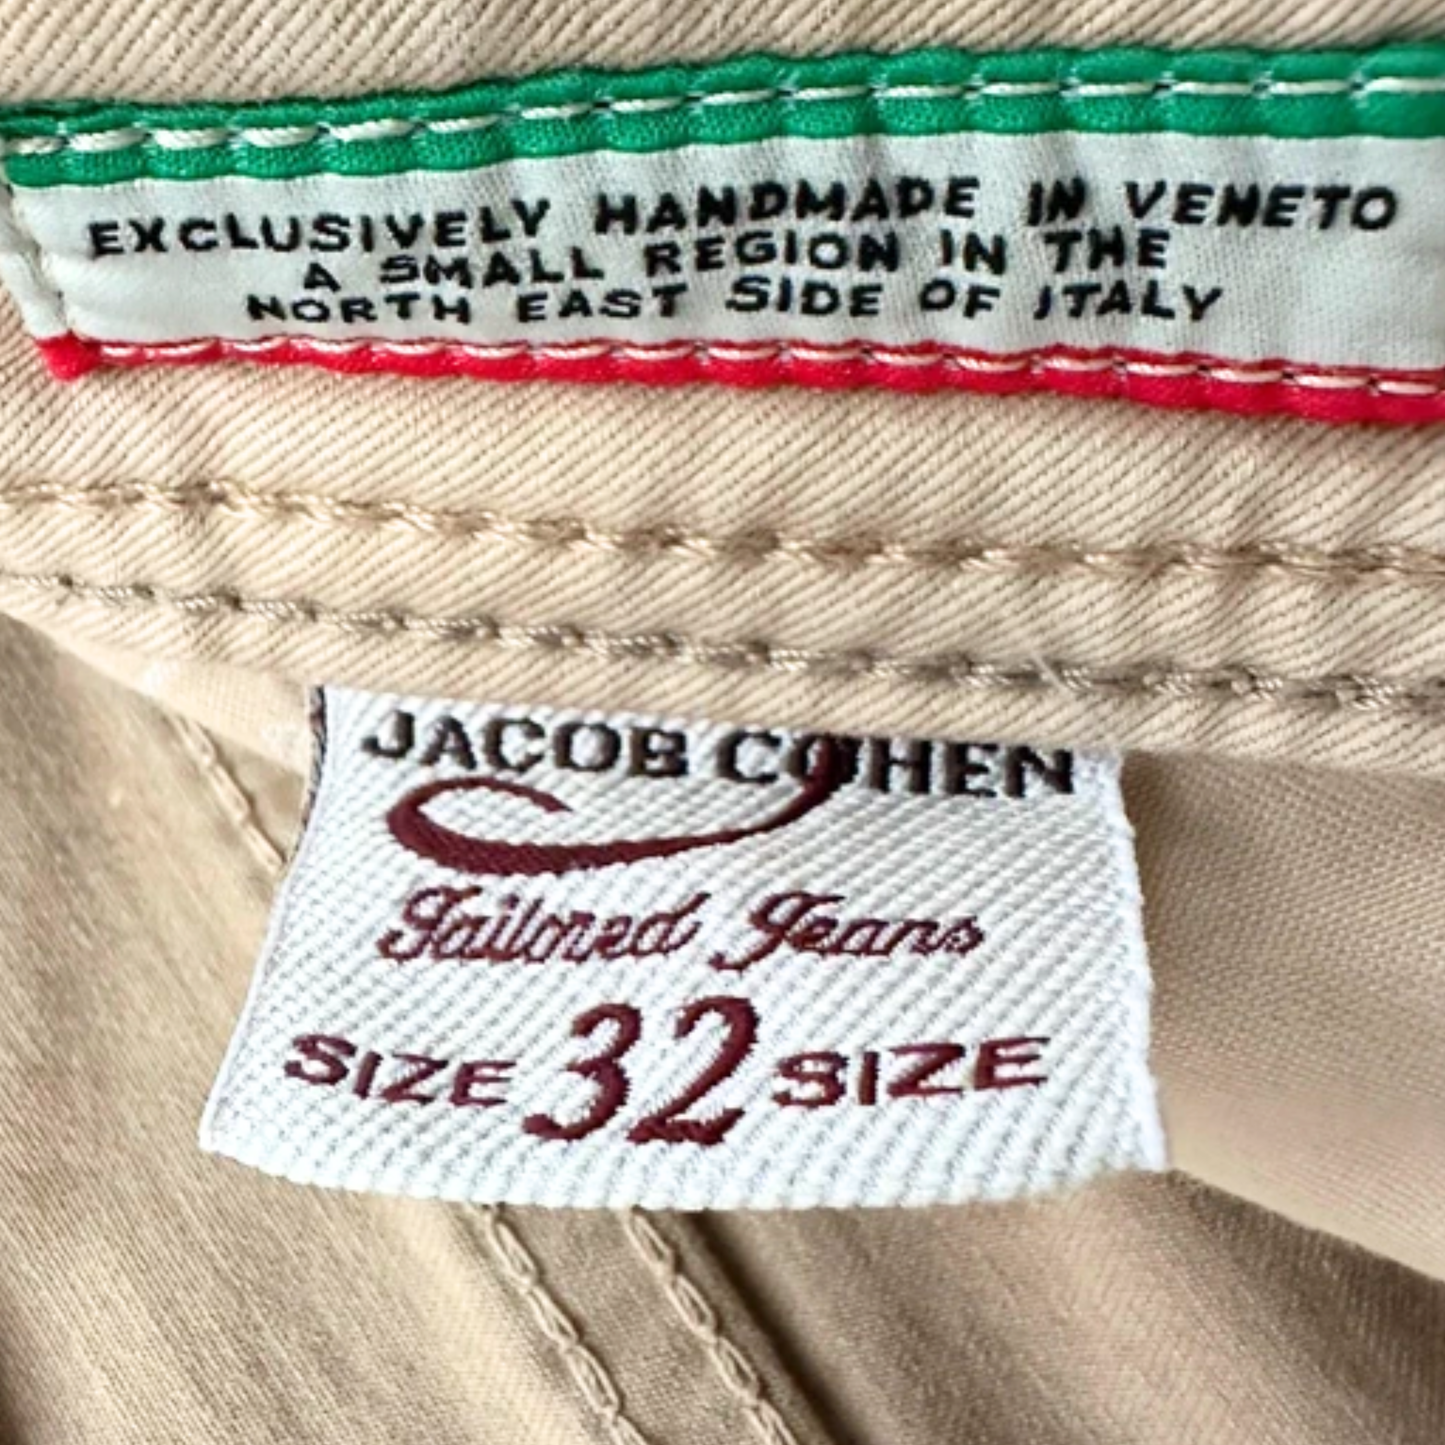 EXCLUSIVELY HANDMADE IN VENETO
A SMALL REGION IN THE
NORTH EAST SIDE OF ITALY
JACOB COHEN
Tailored Jeans
SIZE 32 SIZE